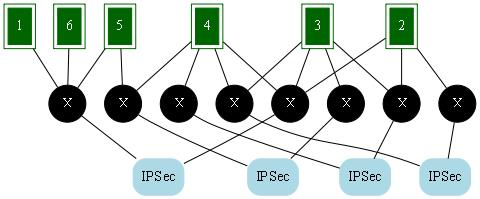 1 6 5 4 3 2
X X X X X X X X
IPSec IPSec IPSec IPSec